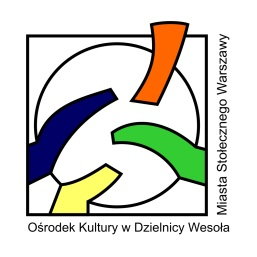 Ośrodek Kultury w Dzielnicy Wesoła
Miasta Stołecznego Warszawy